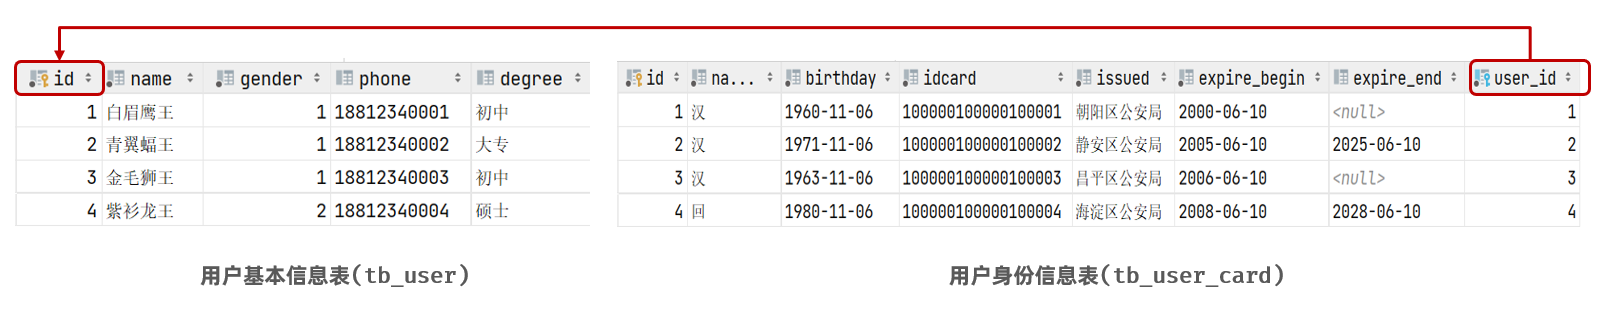 id name gender phone degree
1 白眉鹰王 1 18812340001 初中
2 青翼蝠王 1 18812340002 大专
3 金毛狮王 1 18812340003 初中
4 紫衫龙王 2 18812340004 硕士
用户基本信息表(tb_user)
id na... birthday idcard issued expire_begin expire_end user_id
1 汉 1960-11-06 100000100000100001 朝阳区公安局 2000-06-10 <null> 1
2 汉 1971-11-06 100000100000100002 静安区公安局 2005-06-10 2025-06-10 2
3 汉 1963-11-06 100000100000100003 昌平区公安局 2006-06-10 <null> 3
4 回 1980-11-06 100000100000100004 海淀区公安局 2008-06-10 2028-06-10 4
用户身份信息表(tb_user_card)